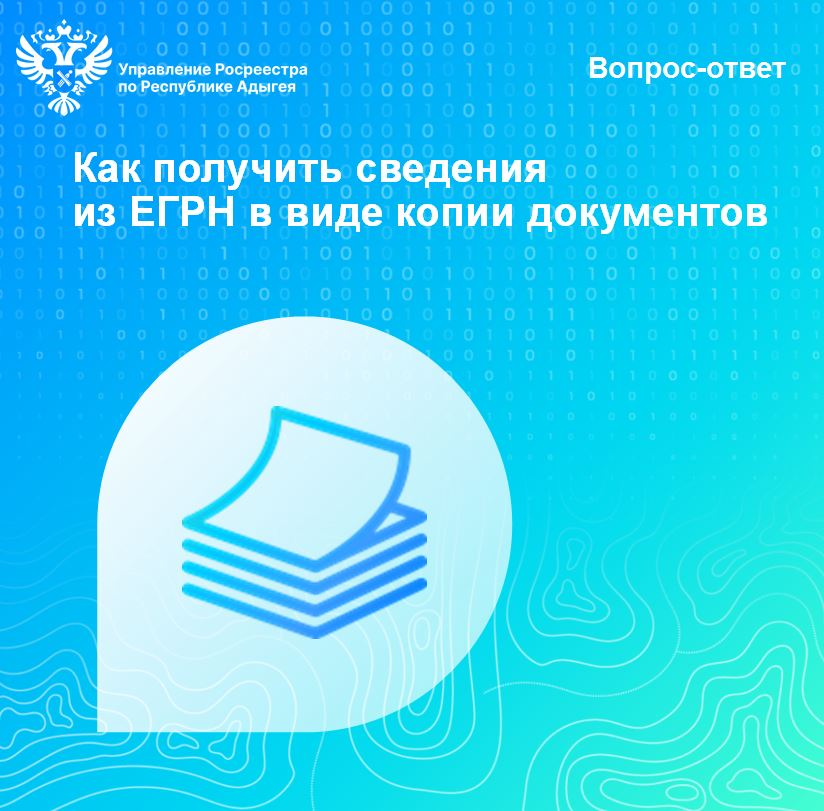 Управление Росреестра
по Республике Адыгея
Вопрос-ответ
Как получить сведения
из ЕГРН в виде копии документов